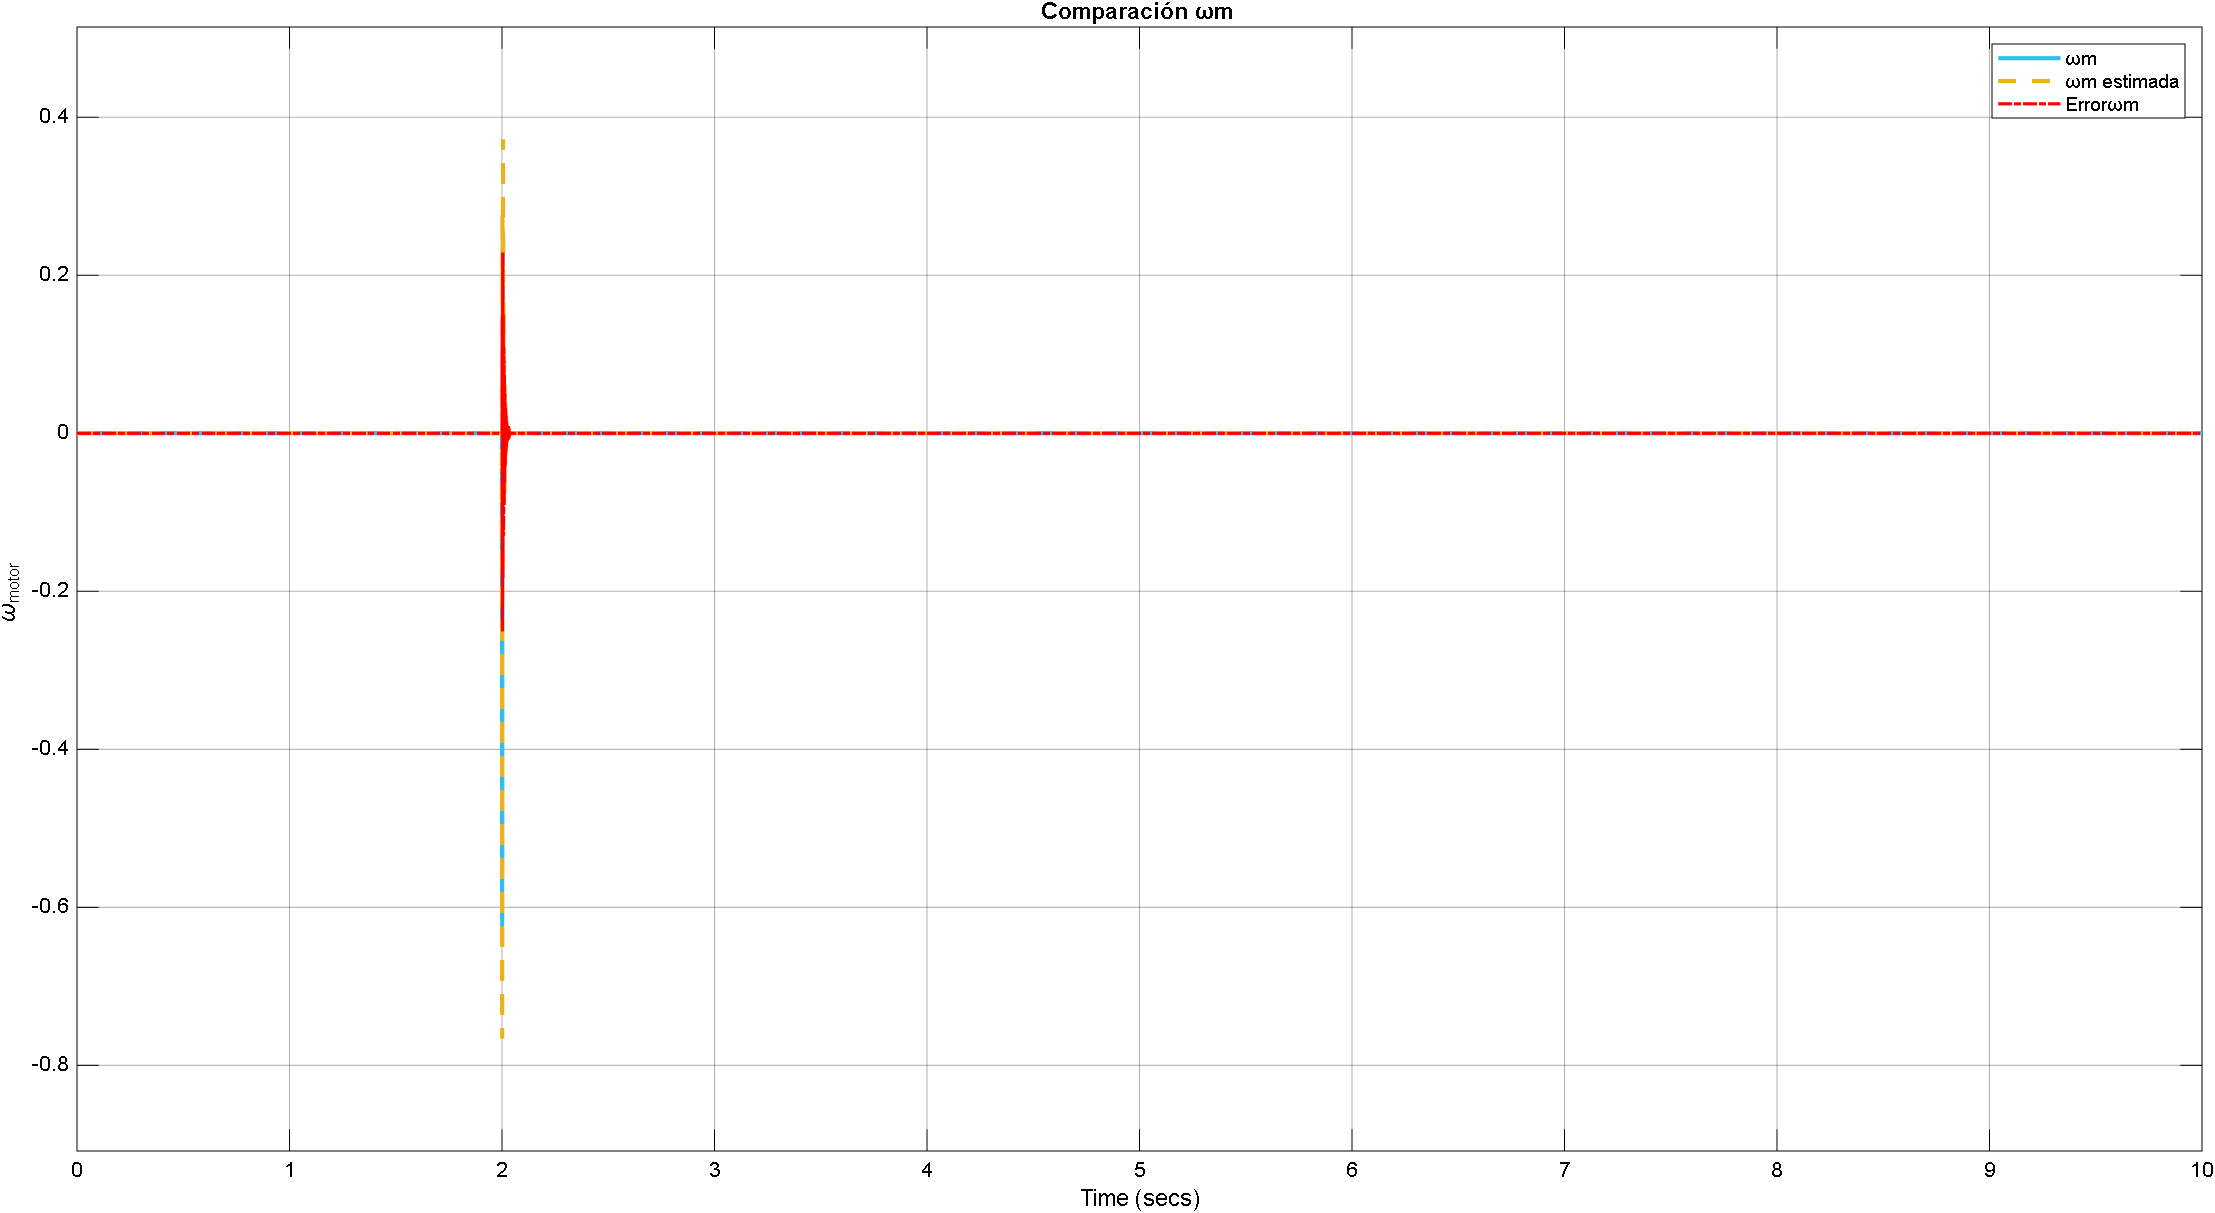 Comparación ωm
ωm
ωm estimada
Errorωm
0.4
0.2
0
-0.2
-0.4
-0.6
-0.8
ωmotor
0 1 2 3 4 5 6 7 8 9 10
Time (secs)